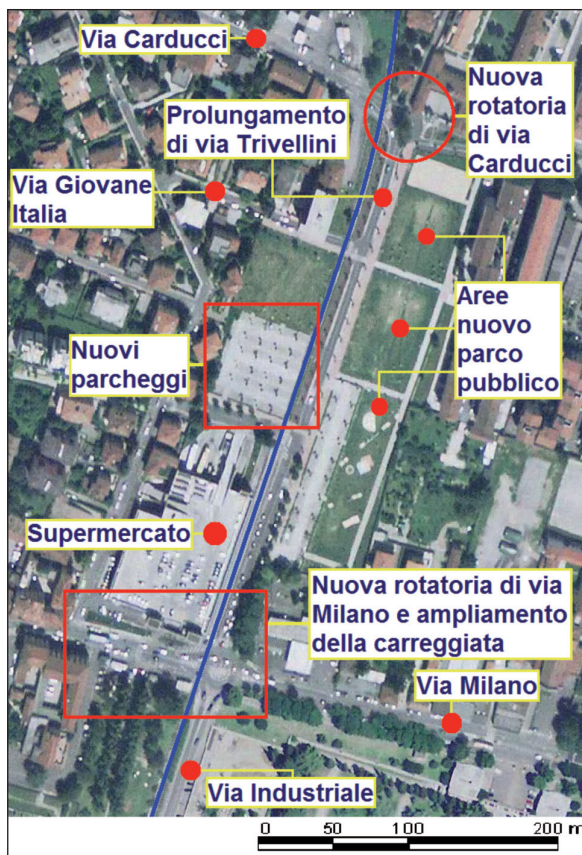 Via Carducci
Nuova
rotatoria
di via
Carducci
Prolungamento
di via Trivellini
Via Giovane
Italia
Aree
nuovo
parco
pubblico
Nuovi
parcheggi
Supermercato
Nuova rotatoria di via
Milano e ampliamento
della carreggiata
Via Milano
Via Industriale
0 50 100 200 m